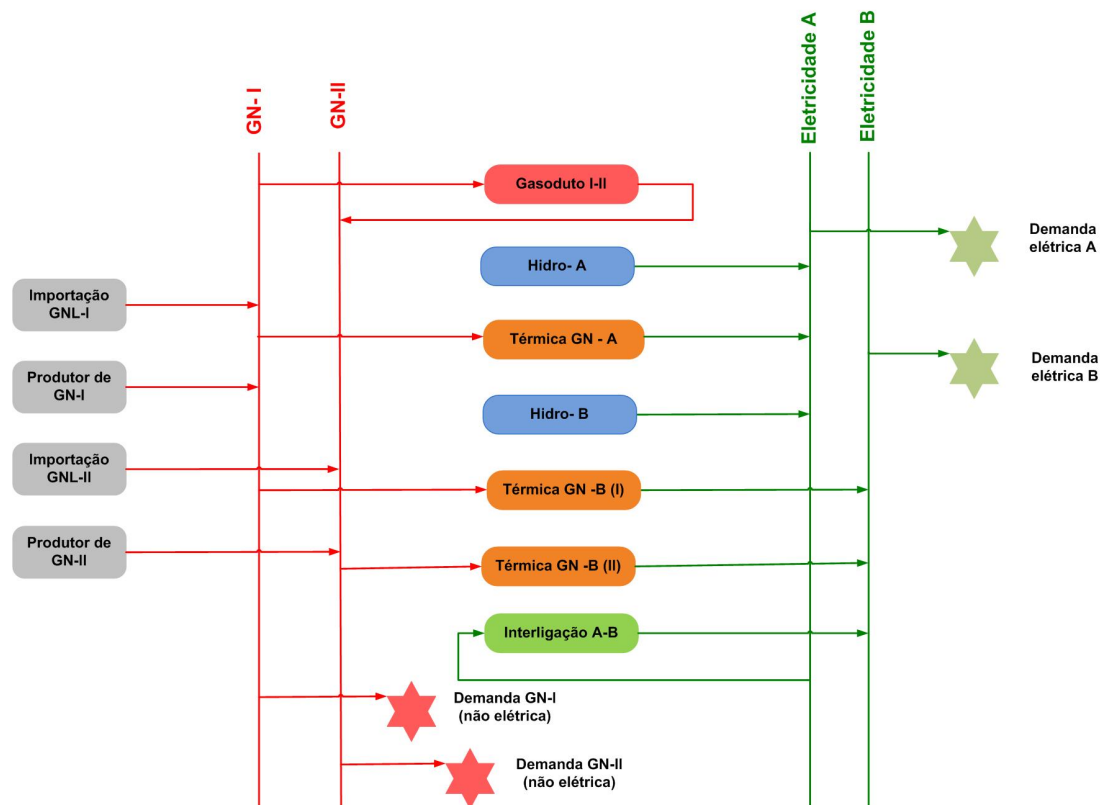 GN- I
GN-II
Eletricidade A
Eletricidade B
Gasoduto I-II
Demanda
elétrica A
Hidro- A
Importação
GNL-I
Térmica GN - A
Demanda
elétrica B
Produtor de
GN-I
Hidro- B
Importação
GNL-II
Térmica GN -B (I)
Produtor de
GN-II
Térmica GN -B (II)
Interligação A-B
Demanda GN-I
(não elétrica)
Demanda GN-II
(não elétrica)